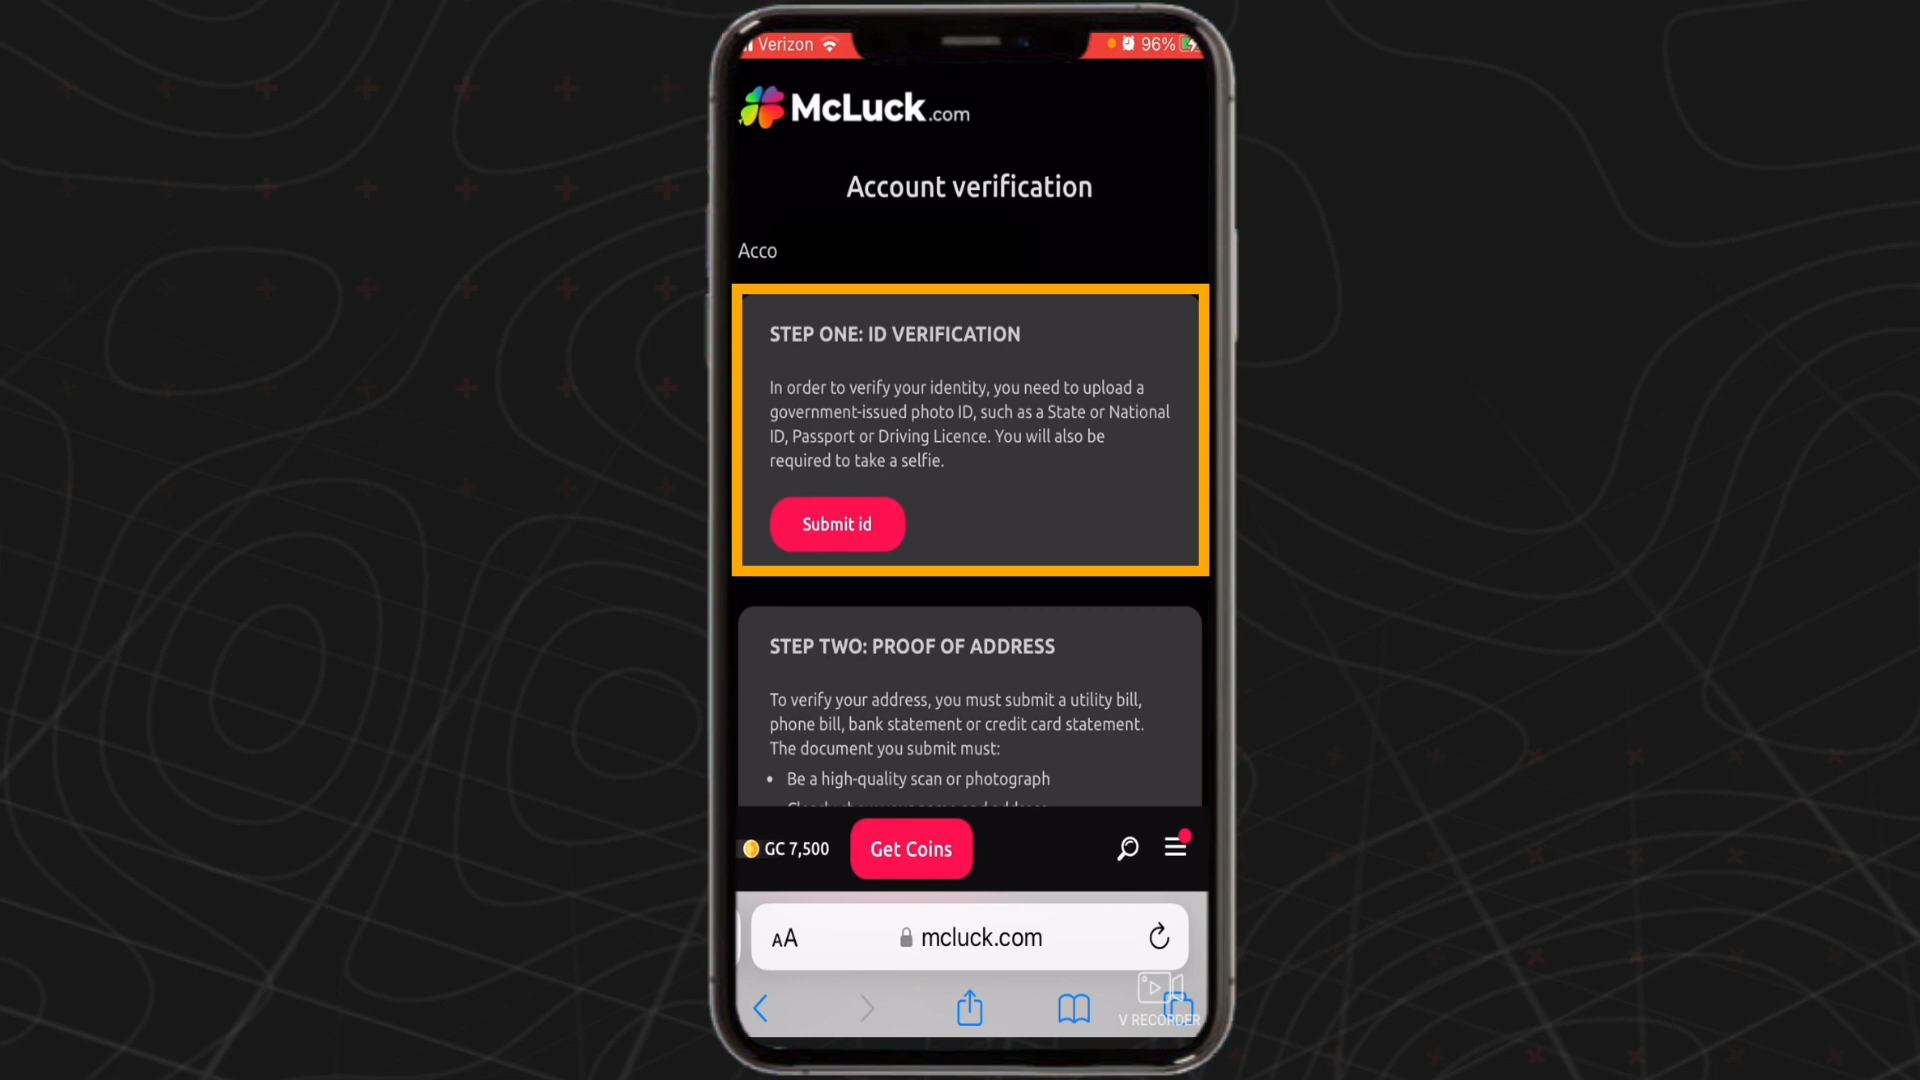 Verizon 96%
McLuck.com
Account verification
Acco
STEP ONE: ID VERIFICATION
In order to verify your identity, you need to upload a
government-issued photo ID, such as a State or National
ID, Passport or Driving Licence. You will also be
required to take a selfie.
Submit id
STEP TWO: PROOF OF ADDRESS
To verify your address, you must submit a utility bill,
phone bill, bank statement or credit card statement.
The document you submit must:
• Be a high-quality scan or photograph
GC 7,500 Get Coins
AA mcluck.com
V RECORDER